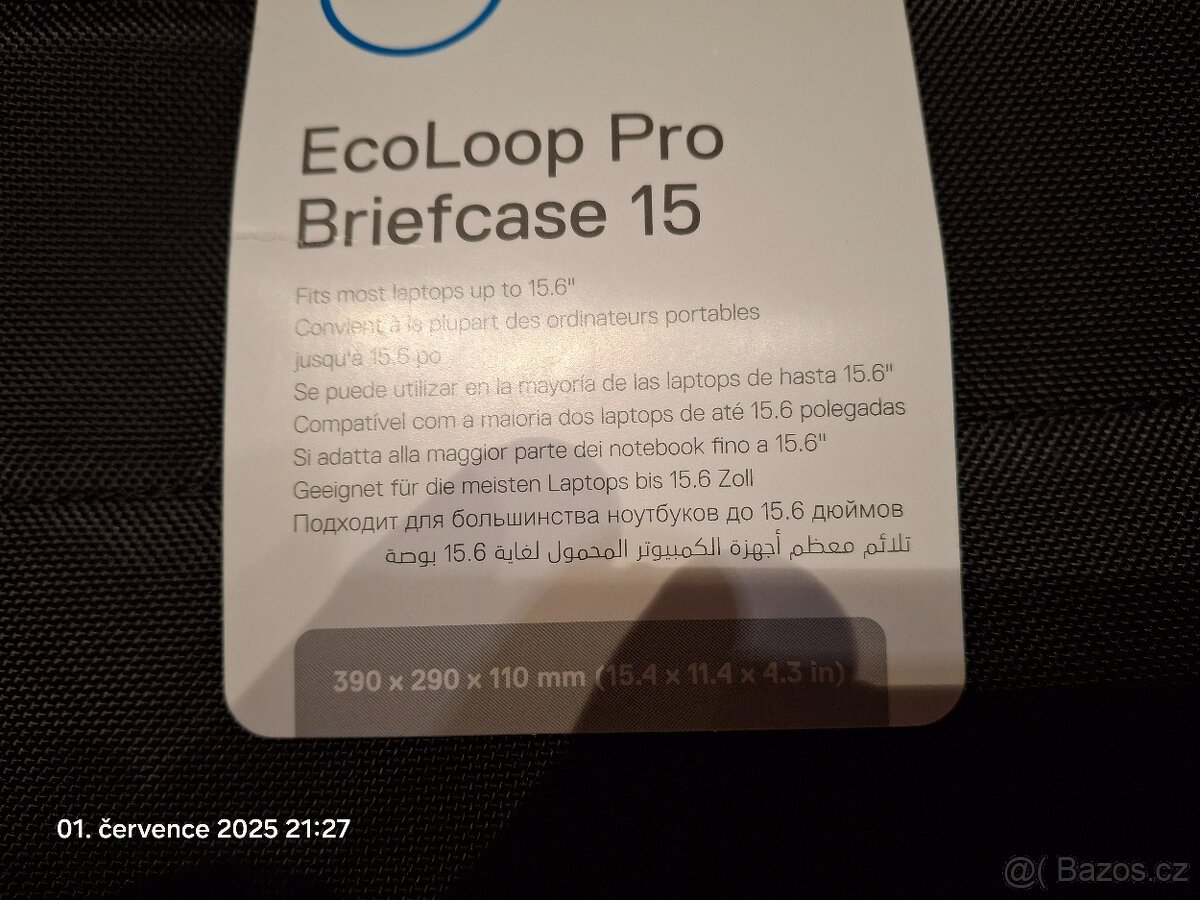 EcoLoop Pro
Briefcase 15
Fits most laptops up to 15.6"
Convient à la plupart des ordinateurs portables
jusqu'à 15.6 po
Se puede utilizar en la mayoría de las laptops de hasta 15.6"
Compatível com a maioria dos laptops de até 15.6 polegadas
Si adatta alla maggior parte dei notebook fino a 15.6"
Geeignet für die meisten Laptops bis 15.6 Zoll
Подходит для большинства ноутбуков до 15.6 дюймов
تلائم معظم أجهزة الكمبيوتر المحمول لغاية 15.6 بوصة
390 x 290 x 110 mm (15.4 x 11.4 x 4.3 in)
01. července 2025 21:27
@( Bazos.cz